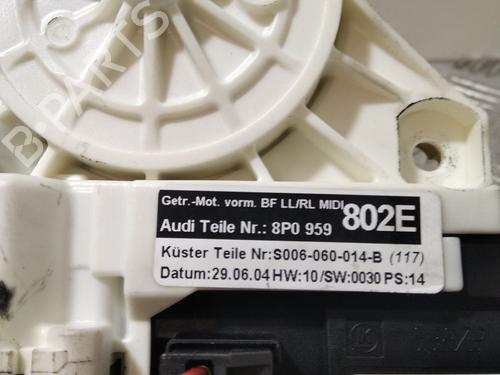 Getr.-Mot. vorm. BF LL/RL MIDI
Audi Teile Nr.: 8P0 959 802E
Küster Teile Nr:S006-060-014-B (117)
Datum:29.06.04 HW:10/SW:0030 PS:14
B-PARTS